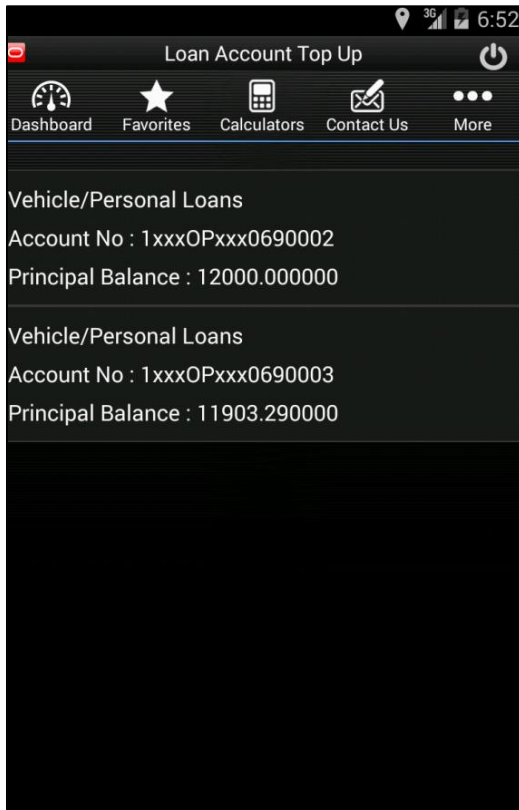 3G 6:52
Loan Account Top Up
Dashboard Favorites Calculators Contact Us More
Vehicle/Personal Loans
Account No : 1xxxOPxxx0690002
Principal Balance : 12000.000000
Vehicle/Personal Loans
Account No : 1xxxOPxxx0690003
Principal Balance : 11903.290000